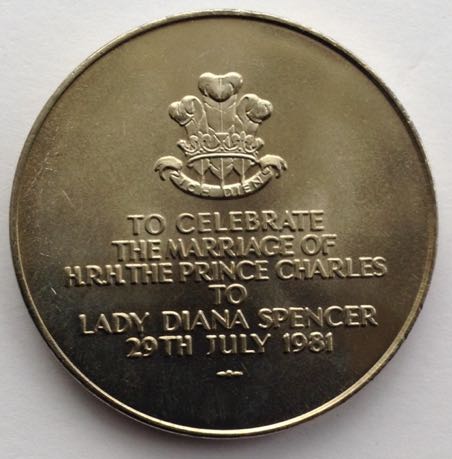 ICH DIEN
TO CELEBRATE
THE MARRIAGE OF
H.R.H. THE PRINCE CHARLES
TO
LADY DIANA SPENCER
29TH JULY 1981